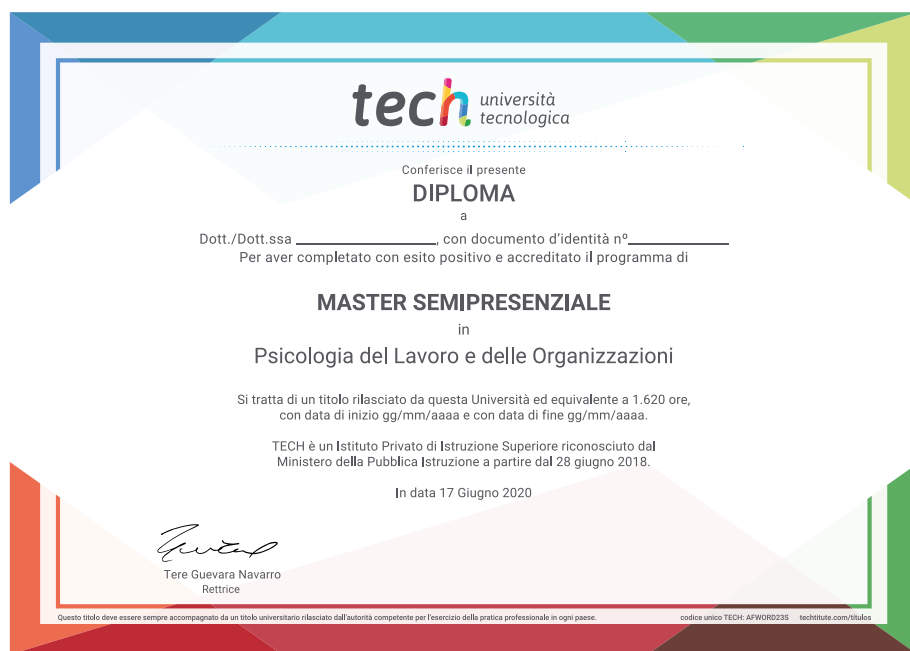 tech università
tecnologica
Conferisce il presente
DIPLOMA
a
Dott./Dott.ssa ________________, con documento d'identità nº____________
Per aver completato con esito positivo e accreditato il programma di
MASTER SEMIPRESENZIALE
in
Psicologia del Lavoro e delle Organizzazioni
Si tratta di un titolo rilasciato da questa Università ed equivalente a 1.620 ore,
con data di inizio gg/mm/aaaa e con data di fine gg/mm/aaaa.
TECH è un Istituto Privato di Istruzione Superiore riconosciuto dal
Ministero della Pubblica Istruzione a partire dal 28 giugno 2018.
In data 17 Giugno 2020
Tere Guevara Navarro
Rettrice
Questo titolo deve essere sempre accompagnato da un titolo universitario rilasciato dall'autorità competente per l'esercizio della pratica professionale in ogni paese. codice unico TECH: AFWORD23S techtitute.com/titulos